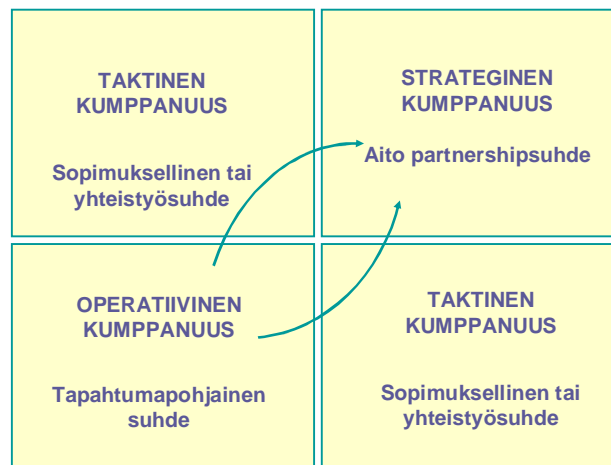 TAKTINEN
KUMPPANUUS
Sopimuksellinen tai
yhteistyösuhde
STRATEGINEN
KUMPPANUUS
Aito partnershipsuhde
OPERATIIVINEN
KUMPPANUUS
Tapahtumapohjainen
suhde
TAKTINEN
KUMPPANUUS
Sopimuksellinen tai
yhteistyösuhde